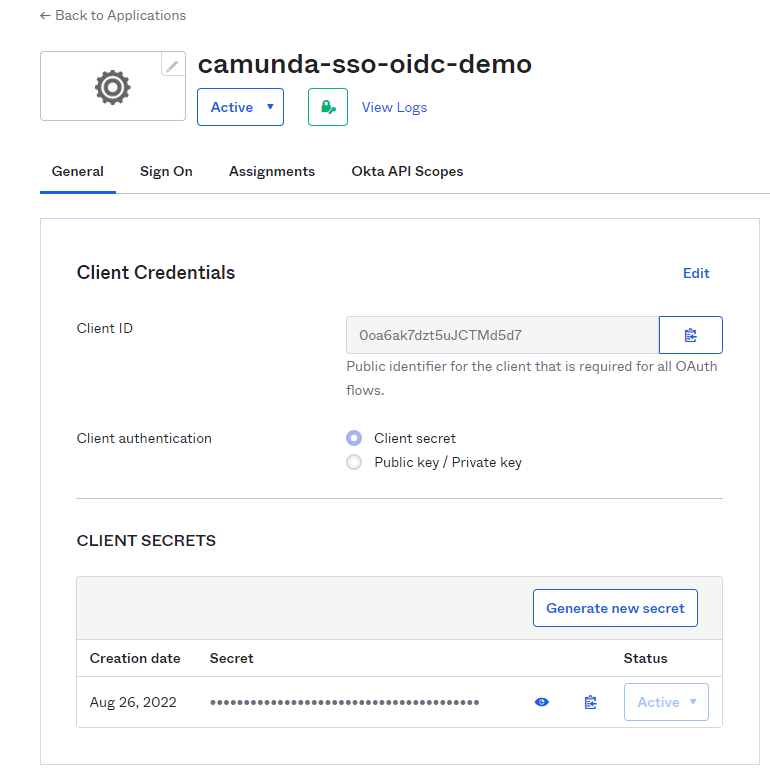 ← Back to Applications
camunda-sso-oidc-demo
Active
View Logs
General
Sign On
Assignments
Okta API Scopes
Client Credentials
Edit
Client ID
0oa6ak7dzt5uJCTMd5d7
Public identifier for the client that is required for all OAuth
flows.
Client authentication
Client secret
Public key / Private key
CLIENT SECRETS
Generate new secret
Creation date
Secret
Status
Aug 26, 2022
••••••••••••••••••••••••••••••••••••••••
Active